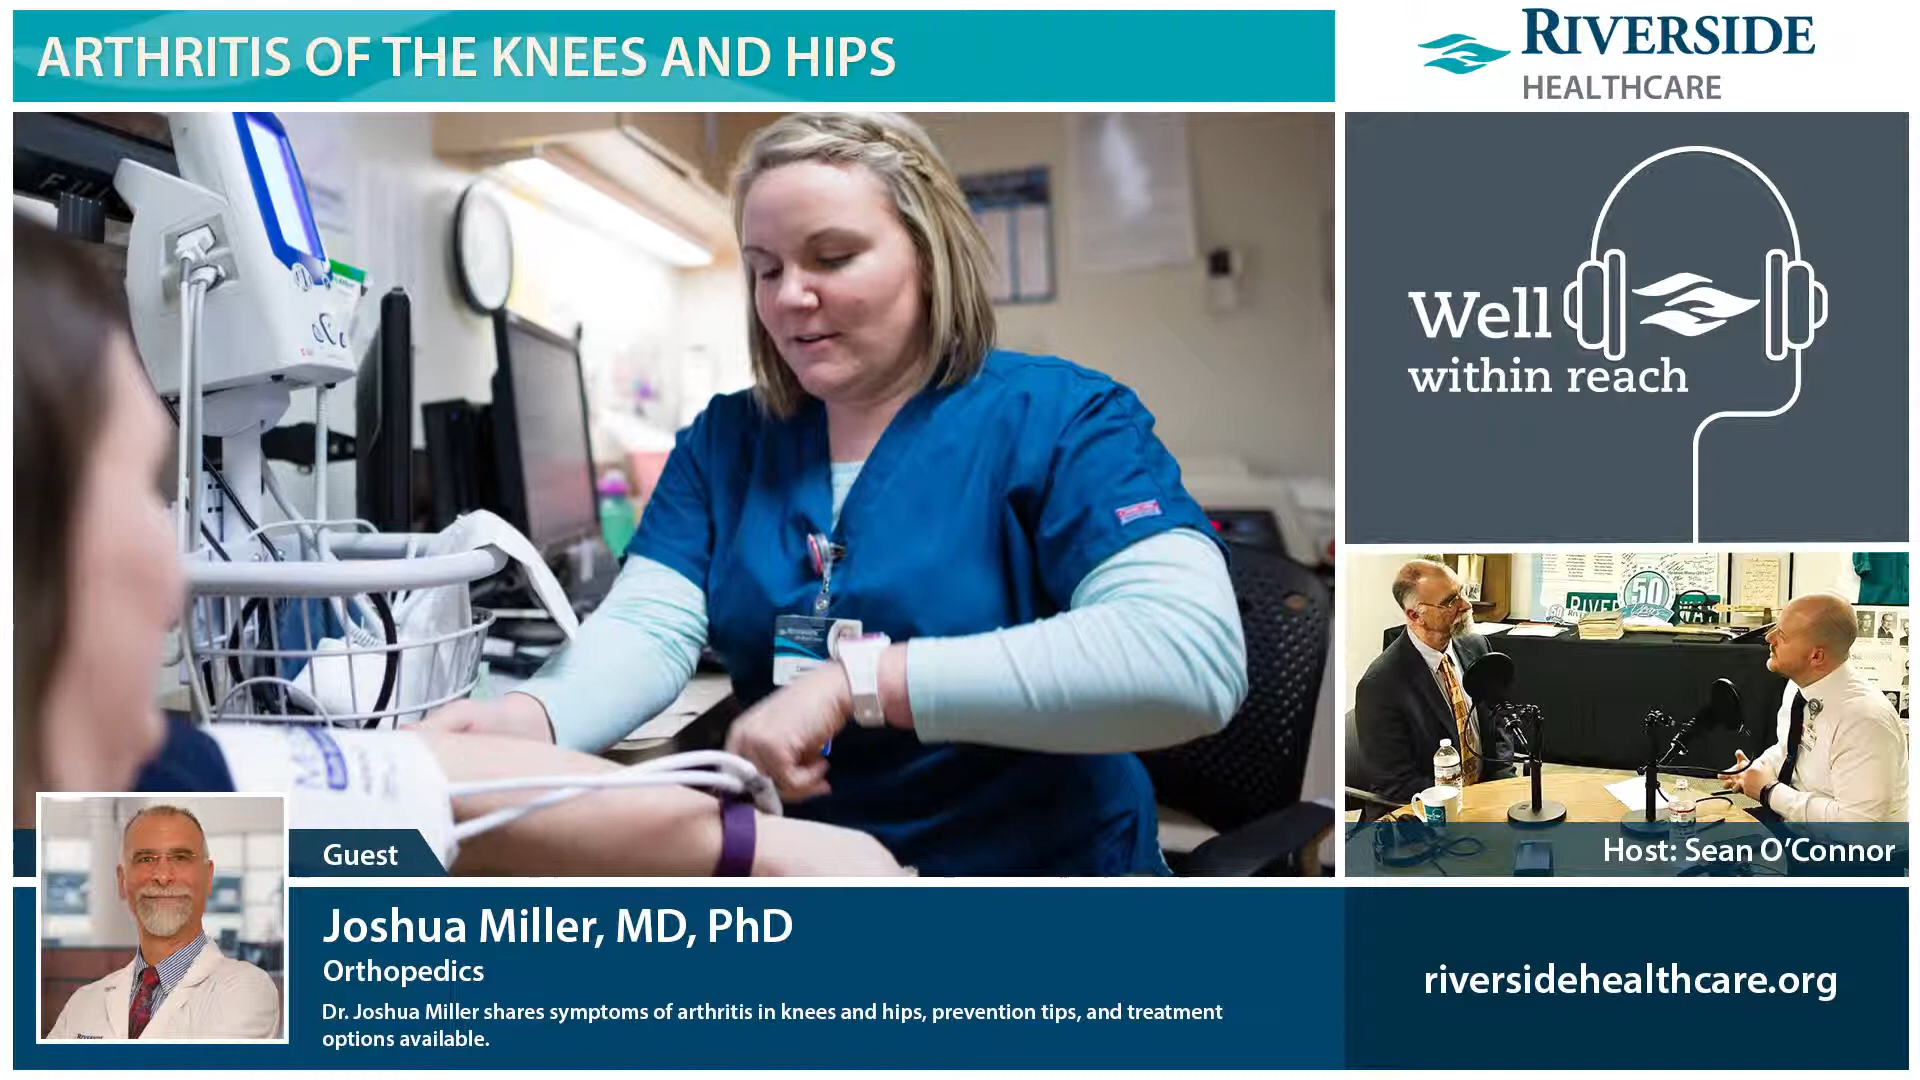 ARTHRITIS OF THE KNEES AND HIPS
RIVERSIDE
HEALTHCARE
Well
within reach
50
Host: Sean O'Connor
Guest
Joshua Miller, MD, PhD
Orthopedics
Dr. Joshua Miller shares symptoms of arthritis in knees and hips, prevention tips, and treatment
options available.
riversidehealthcare.org